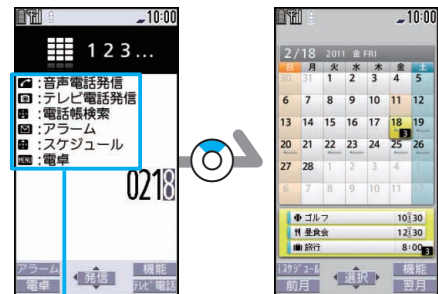 10:00
1 2 3 ...
:音声電話発信
:テレビ電話発信
:電話帳検索
:アラーム
:スケジュール
MENU :電卓
0218
アラーム 発信 機能
電卓 テレビ電話
10:00
2/18 2011 金 FRI
日 月 火 水 木 金 土
30 31 1 2 3 4 5
6 7 8 9 10 11 12
13 14 15 16 17 18 19
3
20 21 22 23 24 25 26
27 28 1 2 3 4
6 7 8 9 10 11
ゴルフ 10:30
昼食会 12:30
旅行 8:00
3
スケジュール 選択 機能
前月 翌月